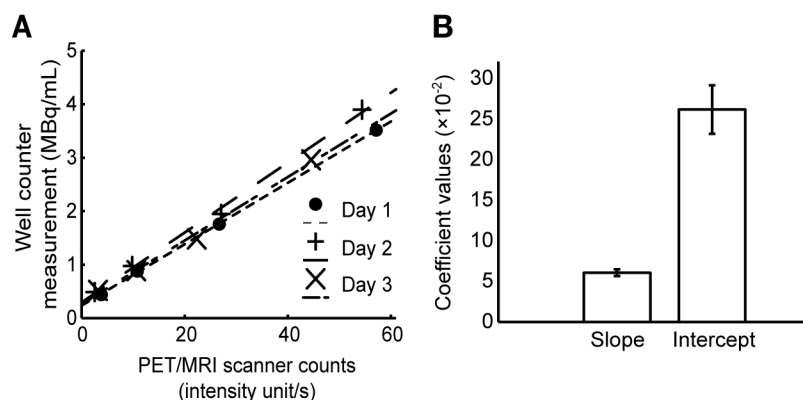 A
Well counter
measurement (MBq/mL)
5
4
3
2
1
0
0 20 40 60
PET/MRI scanner counts
(intensity unit/s)
Day 1
Day 2
Day 3
B
Coefficient values (×10⁻²)
30
25
20
15
10
5
0
Slope Intercept